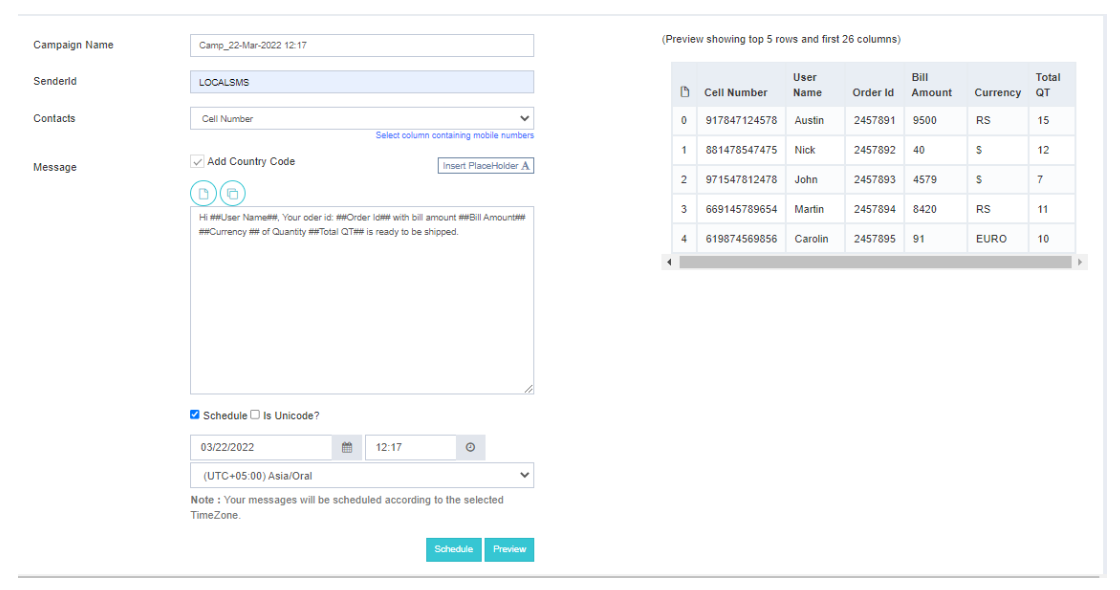 Campaign Name
Camp_22-Mar-2022 12:17
SenderId
LOCALSMS
Contacts
Cell Number
Select column containing mobile numbers
Message
Add Country Code
Insert PlaceHolder A
Hi ##User Name##, Your oder id: ##Order Id## with bill amount ##Bill Amount##
##Currency ## of Quantity ##Total QT## is ready to be shipped.
Schedule Is Unicode?
03/22/2022 12:17
(UTC+05:00) Asia/Oral
Note : Your messages will be scheduled according to the selected
TimeZone.
Schedule Preview
(Preview showing top 5 rows and first 26 columns)
Cell Number User Name Order Id Bill Amount Currency Total QT
0 917847124578 Austin 2457891 9500 RS 15
1 881478547475 Nick 2457892 40 $ 12
2 971547812478 John 2457893 4579 $ 7
3 669145789654 Martin 2457894 8420 RS 11
4 619874569856 Carolin 2457895 91 EURO 10